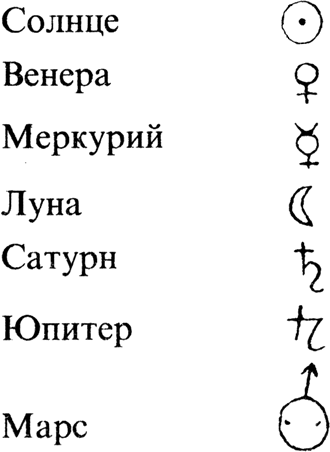 Солнце ☉
Венера ♀
Меркурий ☿
Луна ☾
Сатурн ♄
Юпитер ♃
Марс ♂